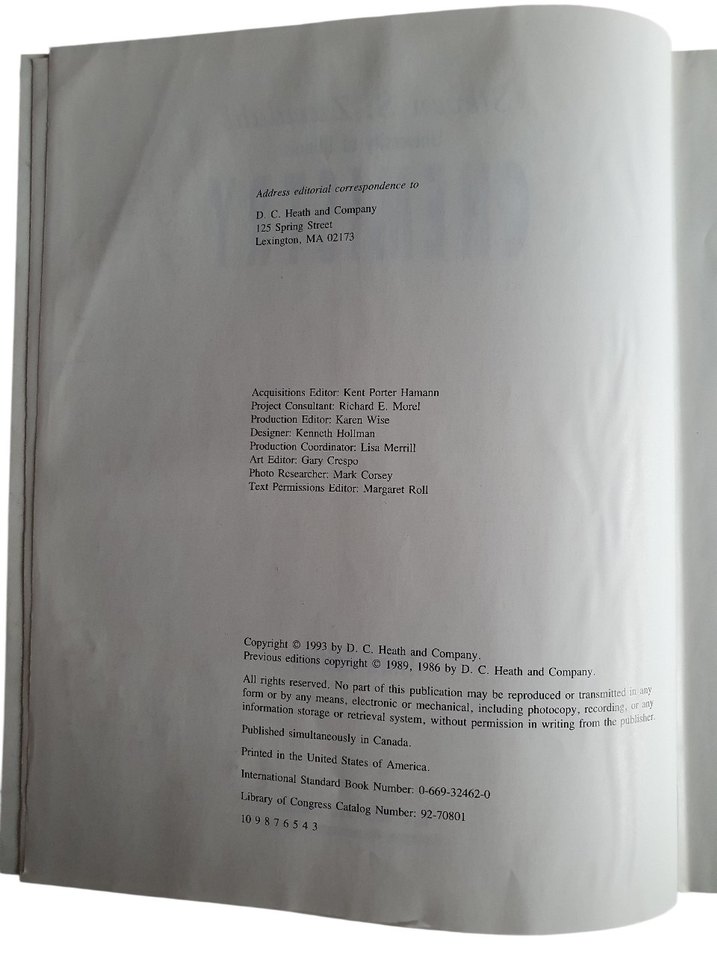 Address editorial correspondence to
D. C. Heath and Company
125 Spring Street
Lexington, MA 02173
Acquisitions Editor: Kent Porter Hamann
Project Consultant: Richard E. Morel
Production Editor: Karen Wise
Designer: Kenneth Hollman
Production Coordinator: Lisa Merrill
Art Editor: Gary Crespo
Photo Researcher: Mark Corsey
Text Permissions Editor: Margaret Roll
Copyright © 1993 by D. C. Heath and Company.
Previous editions copyright © 1989, 1986 by D. C. Heath and Company.
All rights reserved. No part of this publication may be reproduced or transmitted in any
form or by any means, electronic or mechanical, including photocopy, recording, or any
information storage or retrieval system, without permission in writing from the publisher.
Published simultaneously in Canada.
Printed in the United States of America.
International Standard Book Number: 0-669-32462-0
Library of Congress Catalog Number: 92-70801
10 9 8 7 6 5 4 3